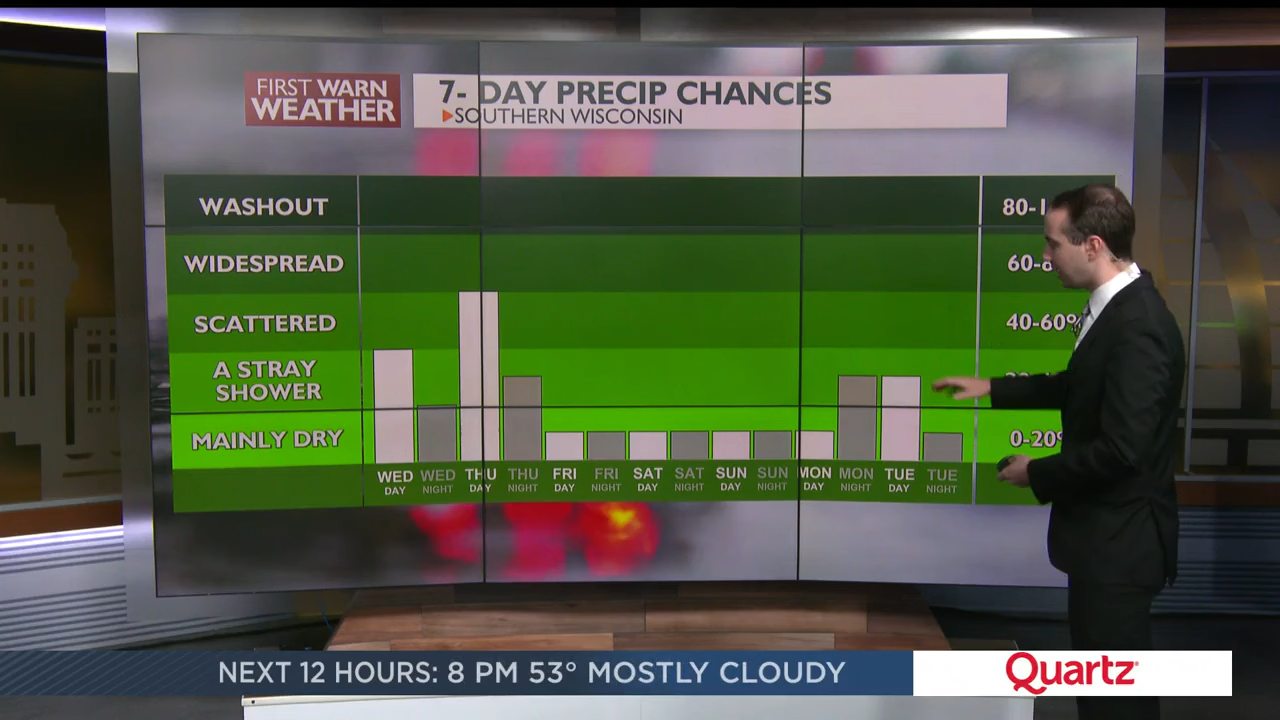 FIRST WARN
WEATHER
7- DAY PRECIP CHANCES
SOUTHERN WISCONSIN
WASHOUT
WIDESPREAD
60-8
SCATTERED
40-60%
A STRAY
SHOWER
MAINLY DRY
0-20%
WED WED THU THU FRI FRI SAT SAT SUN SUN MON MON TUE TUE
DAY NIGHT DAY NIGHT DAY NIGHT DAY NIGHT DAY NIGHT DAY NIGHT DAY NIGHT
NEXT 12 HOURS: 8 PM 53° MOSTLY CLOUDY
Quartz